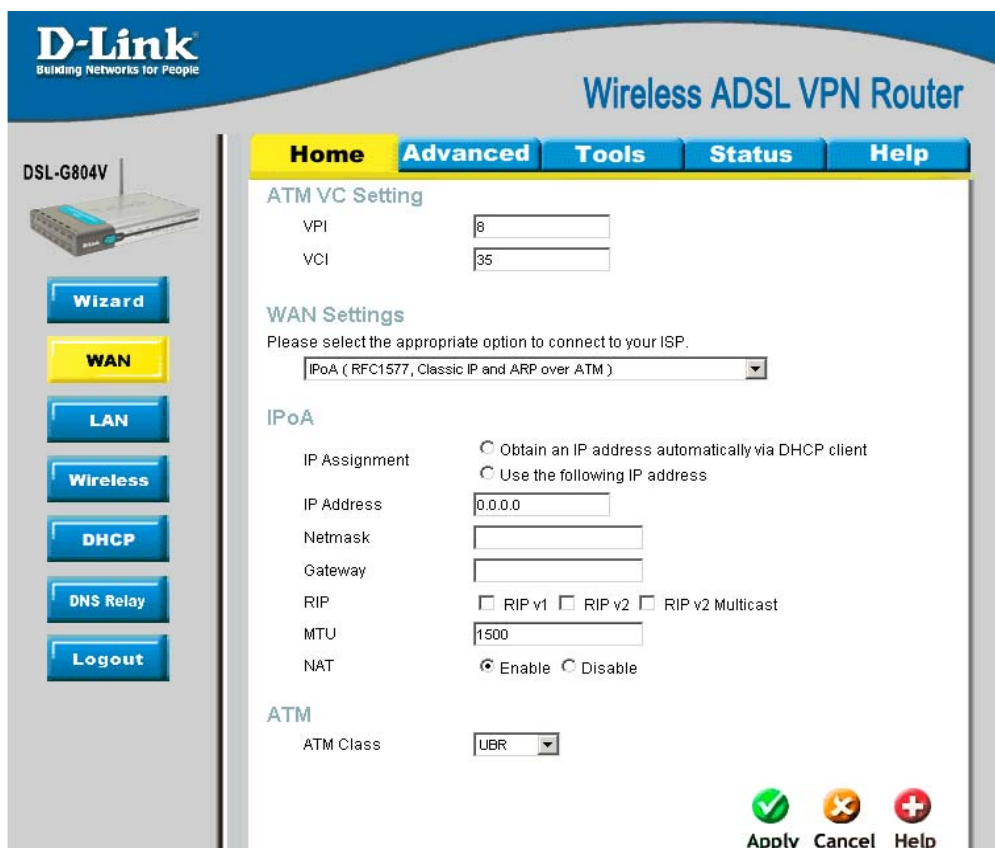 D-Link
Building Networks for People
Wireless ADSL VPN Router
DSL-G804V
Home Advanced Tools Status Help
Wizard
WAN
LAN
Wireless
DHCP
DNS Relay
Logout
ATM VC Setting
VPI 8
VCI 35
WAN Settings
Please select the appropriate option to connect to your ISP.
IPoA ( RFC1577, Classic IP and ARP over ATM )
IPoA
IP Assignment
Obtain an IP address automatically via DHCP client
Use the following IP address
IP Address 0.0.0.0
Netmask
Gateway
RIP RIP v1 RIP v2 RIP v2 Multicast
MTU 1500
NAT Enable Disable
ATM
ATM Class UBR
Apply Cancel Help